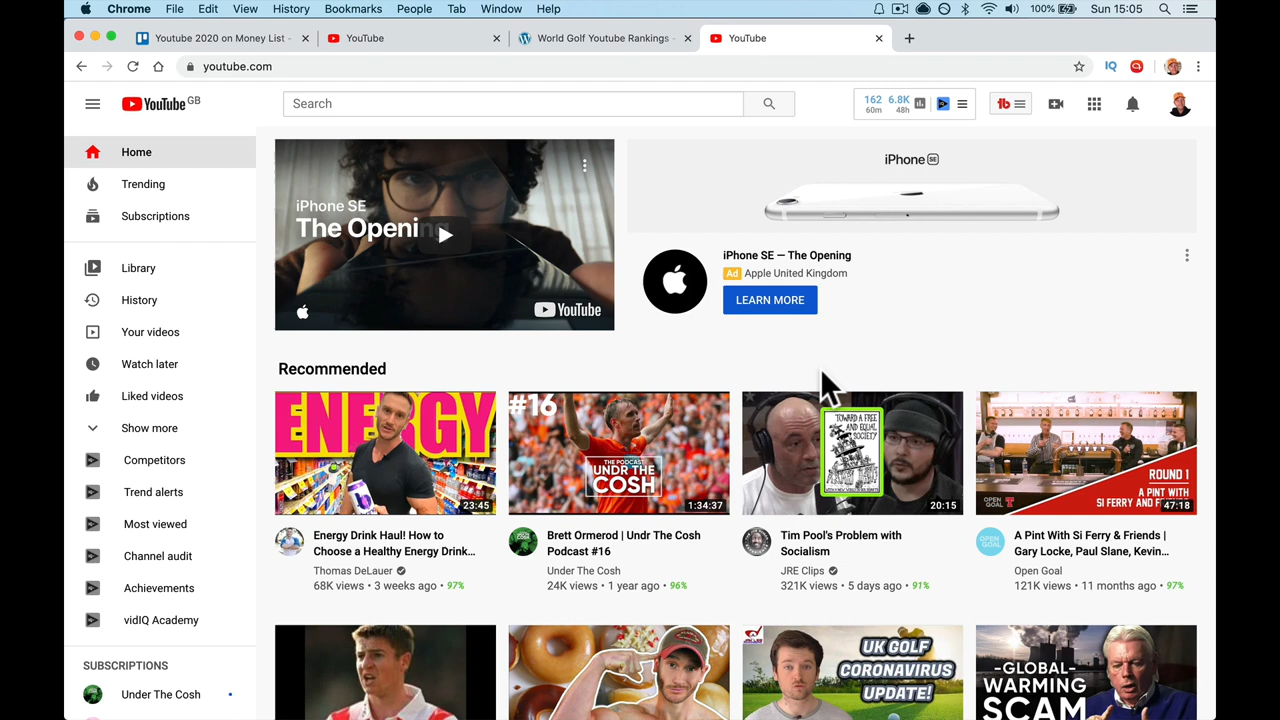 Chrome File Edit View History Bookmarks People Tab Window Help 100% Sun 15:05
Youtube 2020 on Money List - YouTube World Golf Youtube Rankings - YouTube
youtube.com IQ
YouTube GB Search 162 6.8K tb
60m 48h
Home
Trending
Subscriptions
Library
History
Your videos
Watch later
Liked videos
Show more
Competitors
Trend alerts
Most viewed
Channel audit
Achievements
vidIQ Academy
SUBSCRIPTIONS
Under The Cosh
iPhone SE
The Openi
YouTube
iPhone SE
iPhone SE – The Opening
Ad Apple United Kingdom
LEARN MORE
Recommended
ENERGY
23:45
Energy Drink Haul! How to
Choose a Healthy Energy Drink...
Thomas DeLauer
68K views • 3 weeks ago • 97%
#16
THE PODCAST
UNDR THE
COSH
1:34:37
Brett Ormerod | Undr The Cosh
Podcast #16
Under The Cosh
24K views • 1 year ago • 96%
TOWARD A FREE
AND EQUAL
SOCIETY
20:15
Tim Pool's Problem with
Socialism
JRE Clips
321K views • 5 days ago • 91%
OPEN
GOAL
ROUND 1
A PINT WITH
SI FERRY AND F
47:18
A Pint With Si Ferry & Friends |
Gary Locke, Paul Slane, Kevin...
Open Goal
121K views • 11 months ago • 97%
UK GOLF
CORONAVIRUS
UPDATE!
-GLOBAL-
WARMING
SCAM